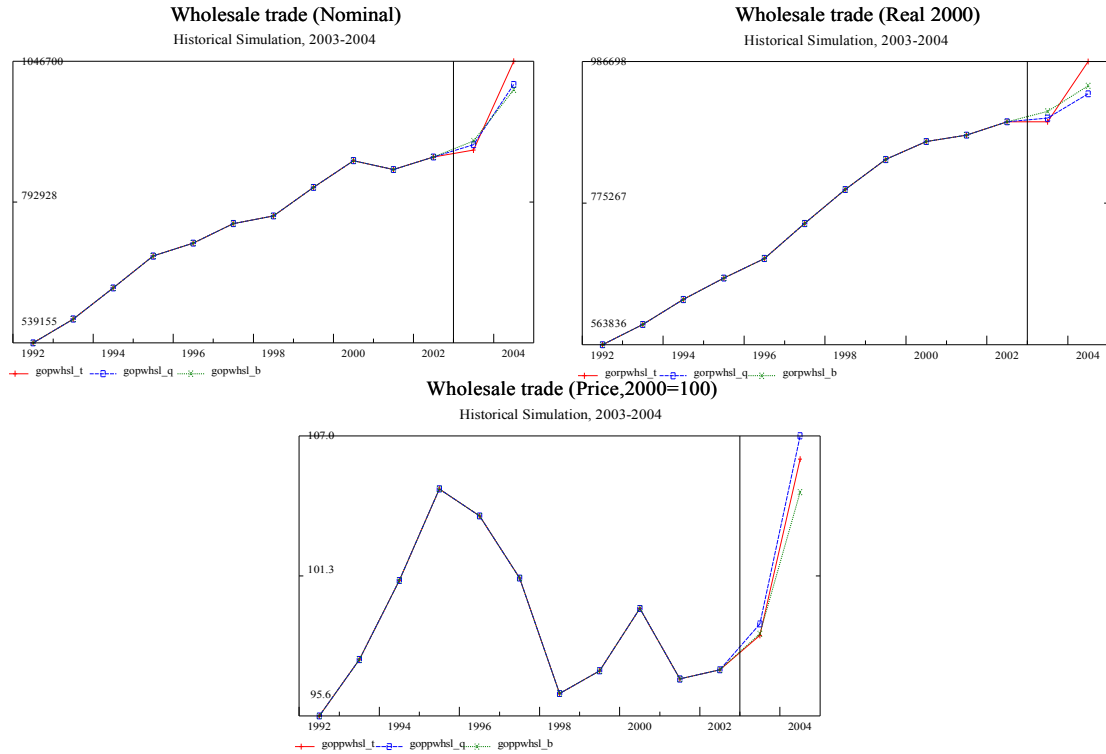 Wholesale trade (Nominal)
Historical Simulation, 2003-2004
1046700
792928
539155
1992 1994 1996 1998 2000 2002 2004
gopwhsl_t gopwhsl_q gopwhsl_b
Wholesale trade (Real 2000)
Historical Simulation, 2003-2004
986698
775267
563836
1992 1994 1996 1998 2000 2002 2004
gorpwhsl_t gorpwhsl_q gorpwhsl_b
Wholesale trade (Price,2000=100)
Historical Simulation, 2003-2004
107.0
101.3
95.6
1992 1994 1996 1998 2000 2002 2004
goppwhsl_t goppwhsl_q goppwhsl_b